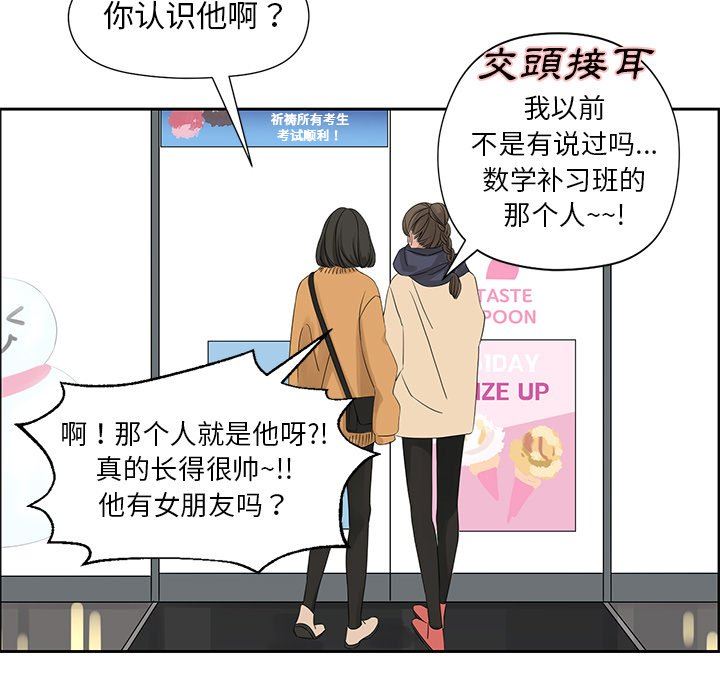 你认识他啊？
交頭接耳
我以前
不是有说过吗...
数学补习班的
那个人~~!
祈祷所有考生
考试顺利！
TASTE
POON
IDAY
IZE UP
啊！那个人就是他呀?!
真的长得很帅~!!
他有女朋友吗？